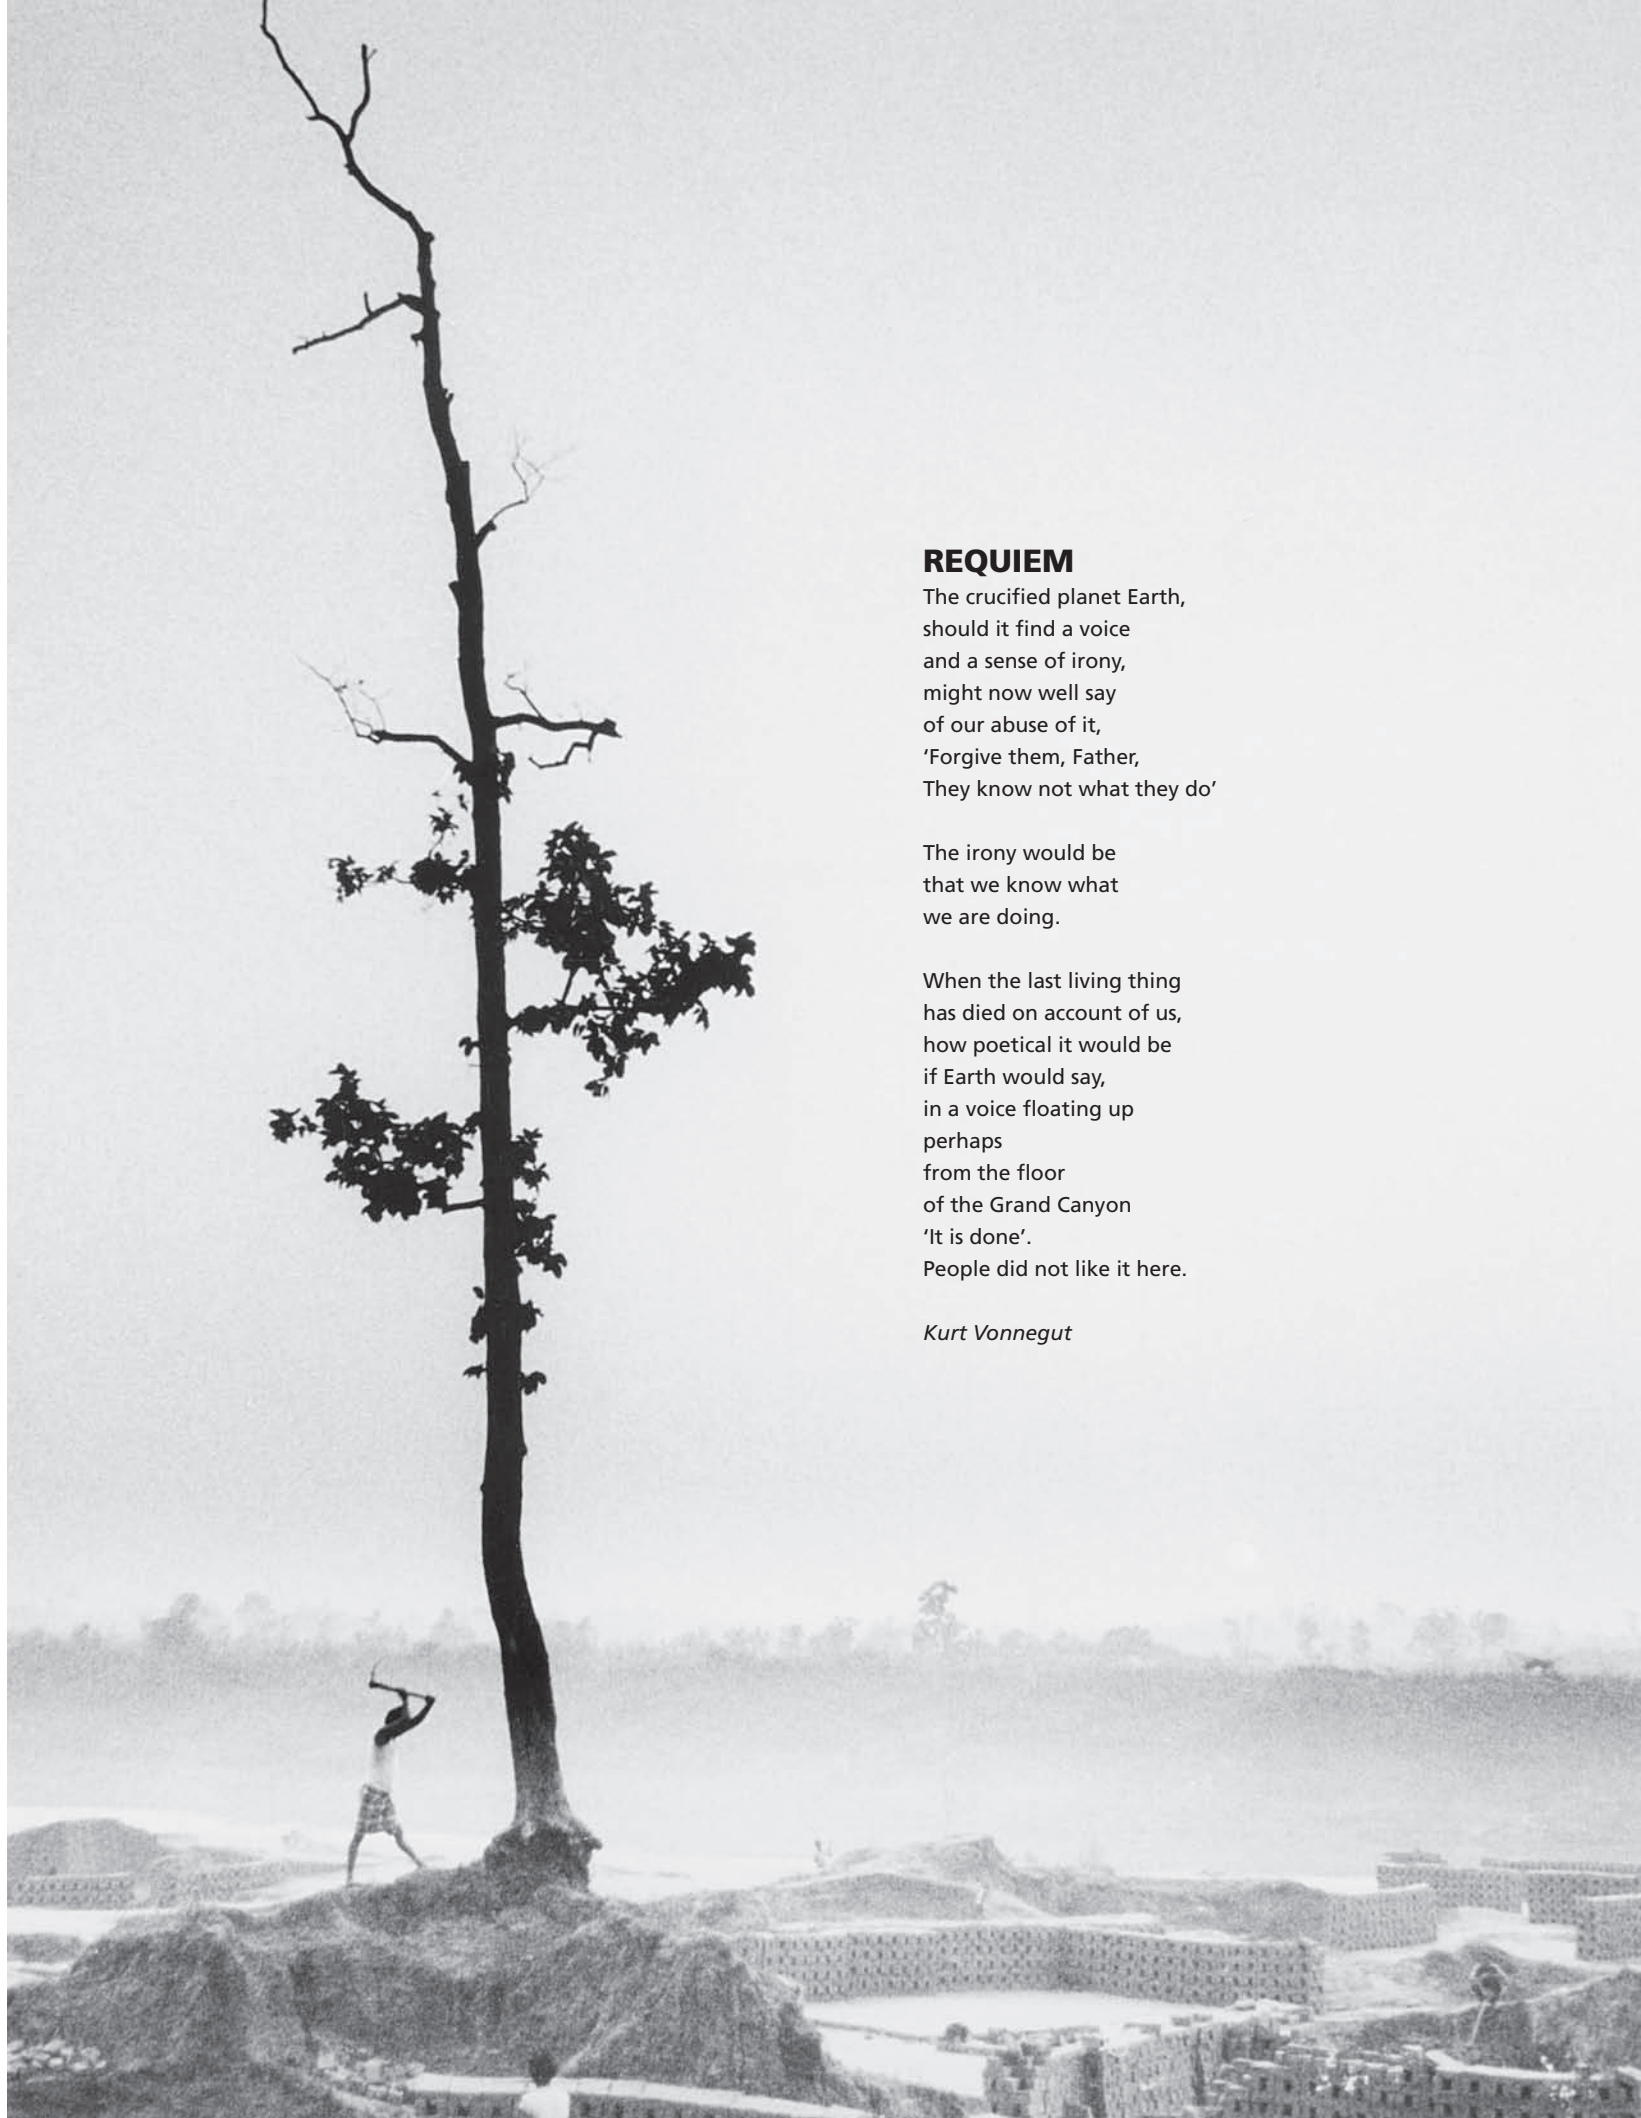 REQUIEM
The crucified planet Earth,
should it find a voice
and a sense of irony,
might now well say
of our abuse of it,
‘Forgive them, Father,
They know not what they do’
The irony would be
that we know what
we are doing.
When the last living thing
has died on account of us,
how poetical it would be
if Earth would say,
in a voice floating up
perhaps
from the floor
of the Grand Canyon
‘It is done’.
People did not like it here.
Kurt Vonnegut